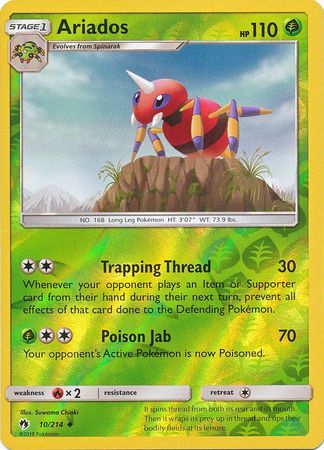 STAGE 1
Ariados
HP 110
Evolves from Spinarak
NO. 168 Long Leg Pokémon HT: 3'07" WT: 73.9 lbs.
Trapping Thread 30
Whenever your opponent plays an Item or Supporter
card from their hand during their next turn, prevent all
effects of that card done to the Defending Pokémon.
Poison Jab 70
Your opponent's Active Pokémon is now Poisoned.
weakness × 2 resistance retreat
Illus. Suwama Chiaki
10/214
©2018 Pokémon
It spins thread from both its rear and its mouth.
Then it wraps its prey up in thread and sips their
bodily fluids at its leisure.